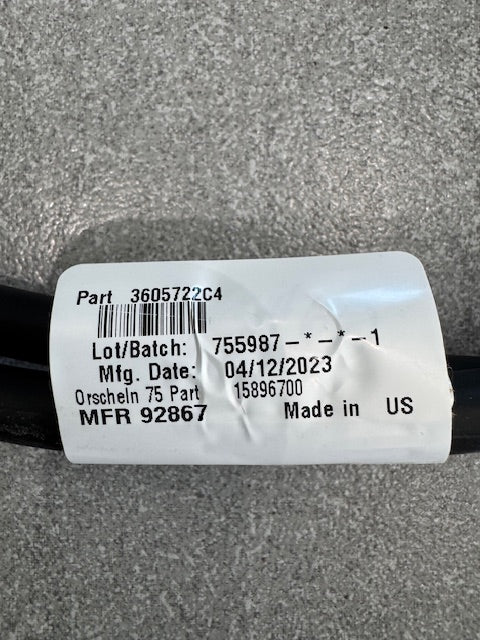 Part 3605722C4
Lot/Batch: 755987-*-*-1
Mfg. Date: 04/12/2023
Orscheln 75 Part 15896700
MFR 92867 Made in US